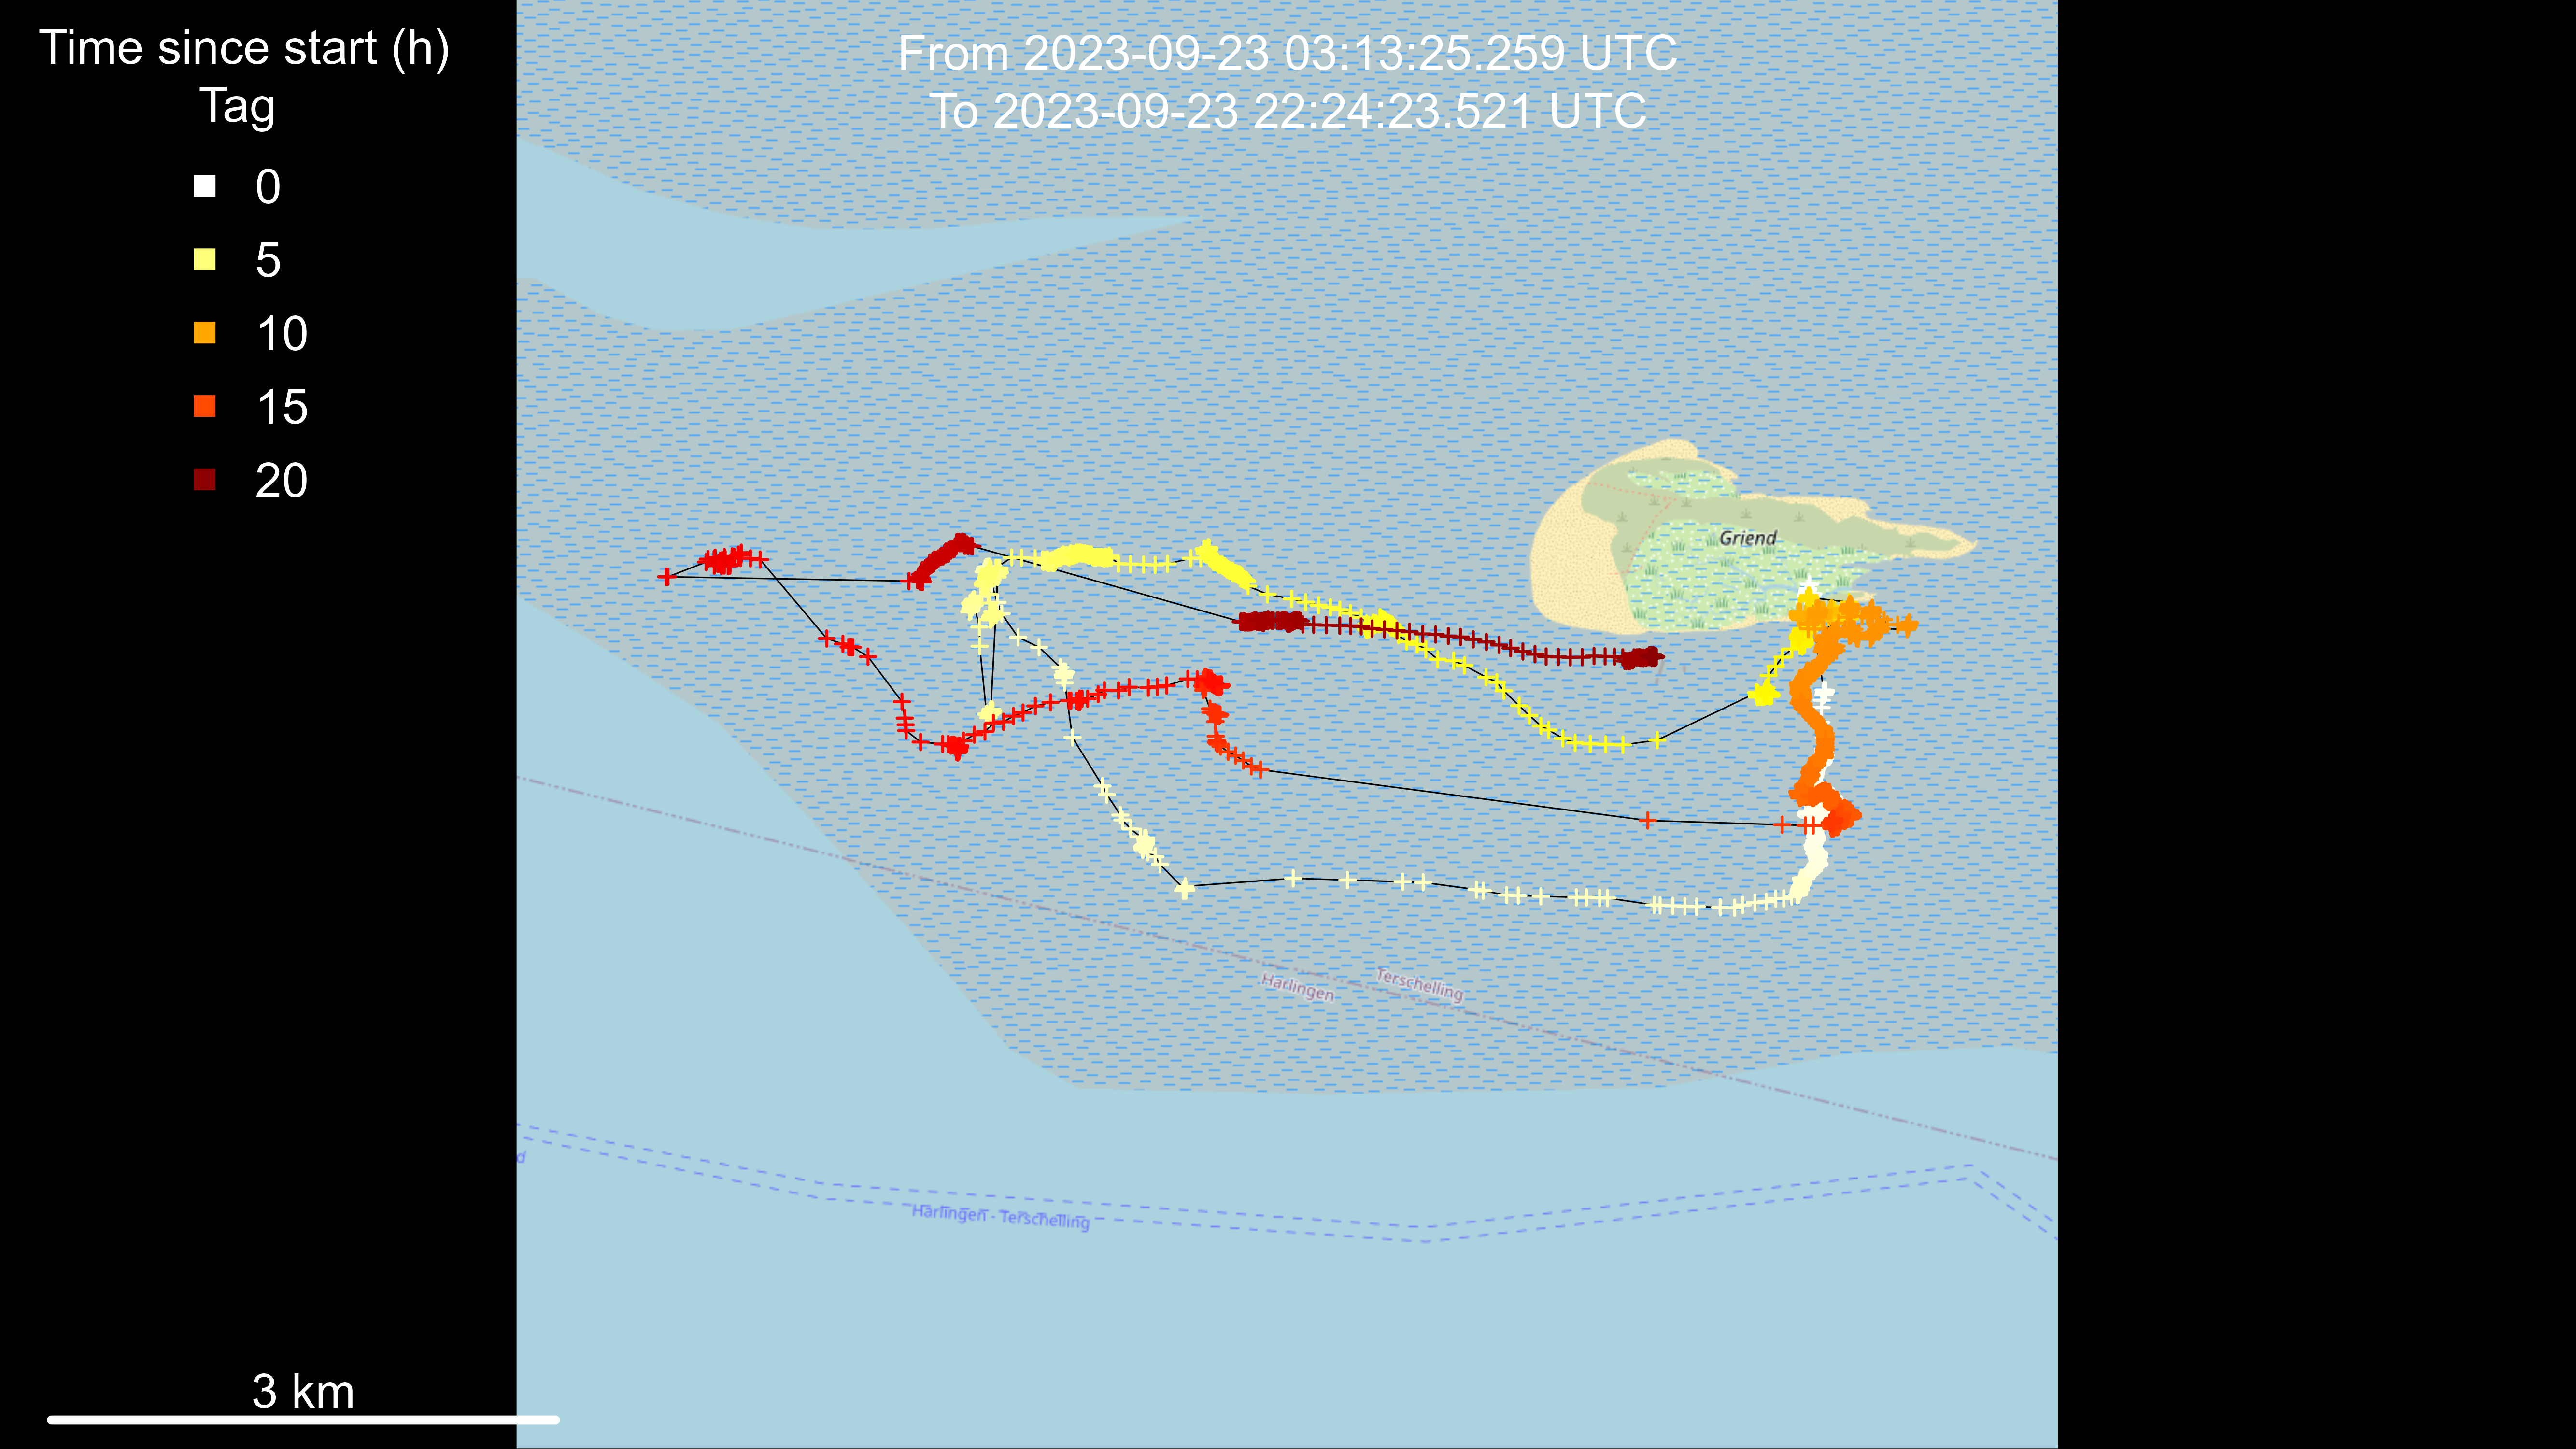 Time since start (h)
Tag
0
5
10
15
20
From 2023-09-23 03:13:25.259 UTC
To 2023-09-23 22:24:23.521 UTC
Griend
Terschelling
Harlingen
d
Harlingen - Terschelling
3 km